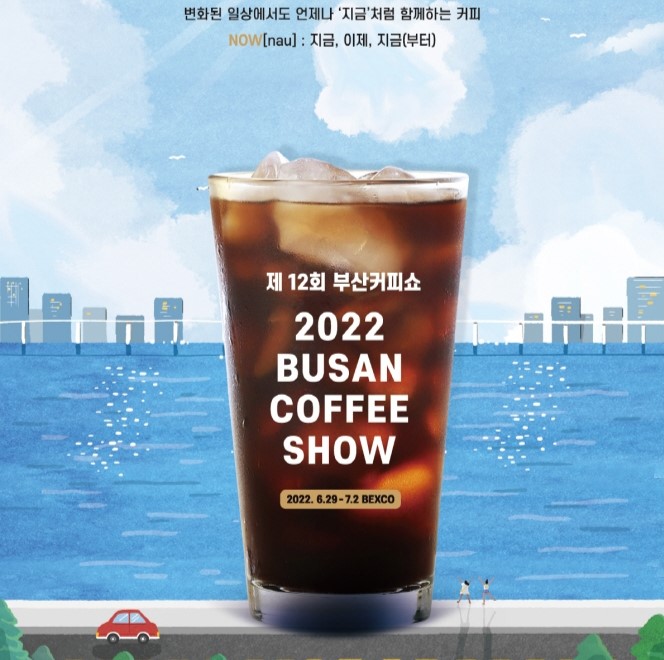 변화된 일상에서도 언제나 '지금'처럼 함께하는 커피
NOW[nau] : 지금, 이제, 지금(부터)
제 12회 부산커피쇼
2022
BUSAN
COFFEE
SHOW
2022. 6.29-7.2 BEXCO